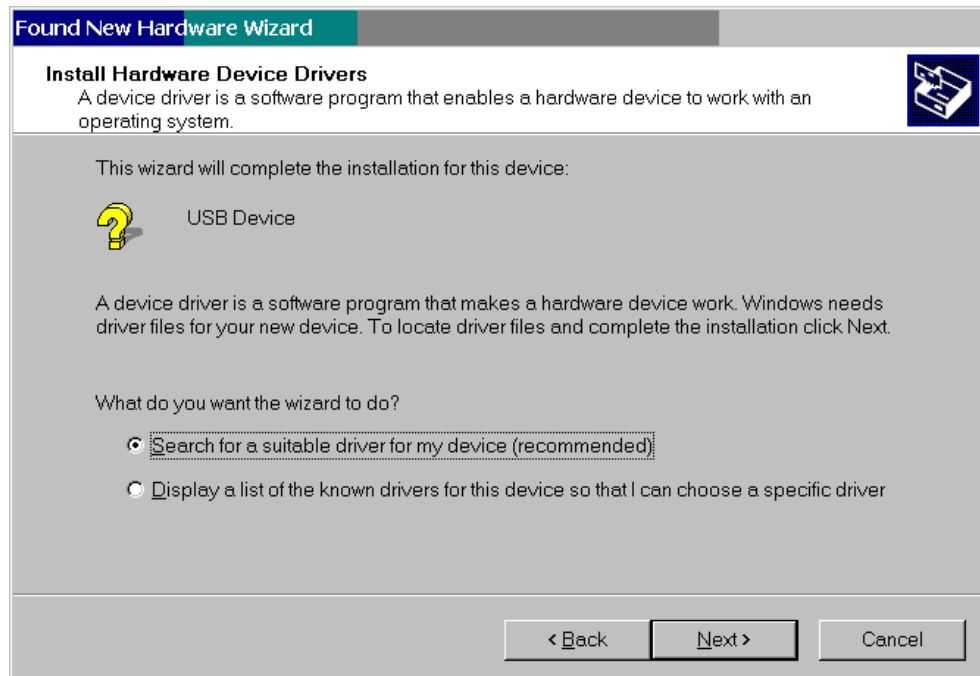 Found New Hardware Wizard
Install Hardware Device Drivers
A device driver is a software program that enables a hardware device to work with an
operating system.
This wizard will complete the installation for this device:
USB Device
A device driver is a software program that makes a hardware device work. Windows needs
driver files for your new device. To locate driver files and complete the installation click Next.
What do you want the wizard to do?
Search for a suitable driver for my device (recommended)
Display a list of the known drivers for this device so that I can choose a specific driver
< Back Next > Cancel